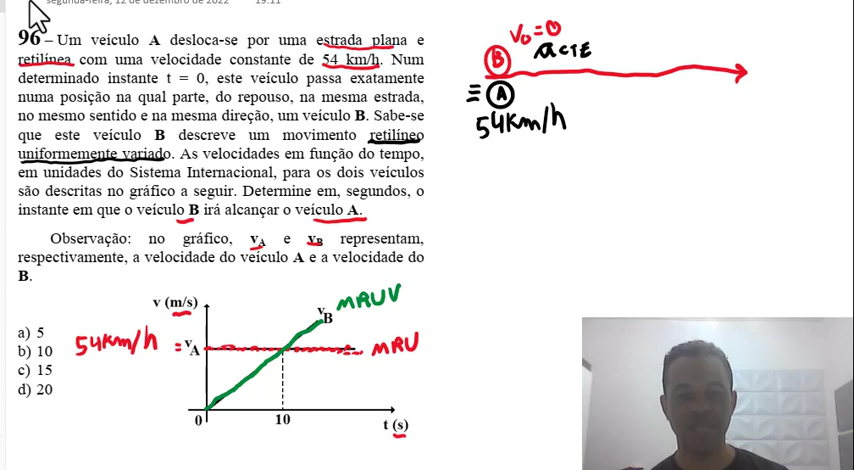 segunda-feira, 12 de dezembro de 2022 19:11
96 – Um veículo A desloca-se por uma estrada plana e
retilínea com uma velocidade constante de 54 km/h. Num
determinado instante t = 0, este veículo passa exatamente
numa posição na qual parte, do repouso, na mesma estrada,
no mesmo sentido e na mesma direção, um veículo B. Sabe-se
que este veículo B descreve um movimento retilíneo
uniformemente variado. As velocidades em função do tempo,
em unidades do Sistema Internacional, para os dois veículos
são descritas no gráfico a seguir. Determine em, segundos, o
instante em que o veículo B irá alcançar o veículo A.
Observação: no gráfico, vA e vB representam,
respectivamente, a velocidade do veículo A e a velocidade do
B.
a) 5
b) 10
c) 15
d) 20
v (m/s)
vB MRUV
54km/h = vA MRU
0 10 t (s)
V0=0
B a CTE
A
54km/h